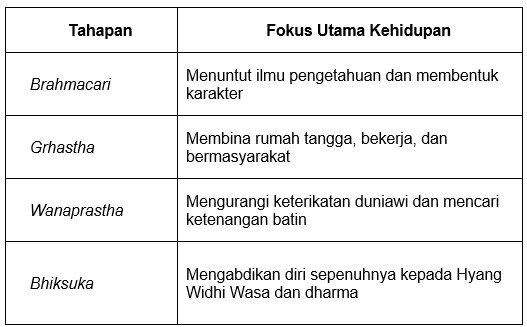 Tahapan
Fokus Utama Kehidupan
Brahmacari
Menuntut ilmu pengetahuan dan membentuk
karakter
Grhastha
Membina rumah tangga, bekerja, dan
bermasyarakat
Wanaprastha
Mengurangi keterikatan duniawi dan mencari
ketenangan batin
Bhiksuka
Mengabdikan diri sepenuhnya kepada Hyang
Widhi Wasa dan dharma